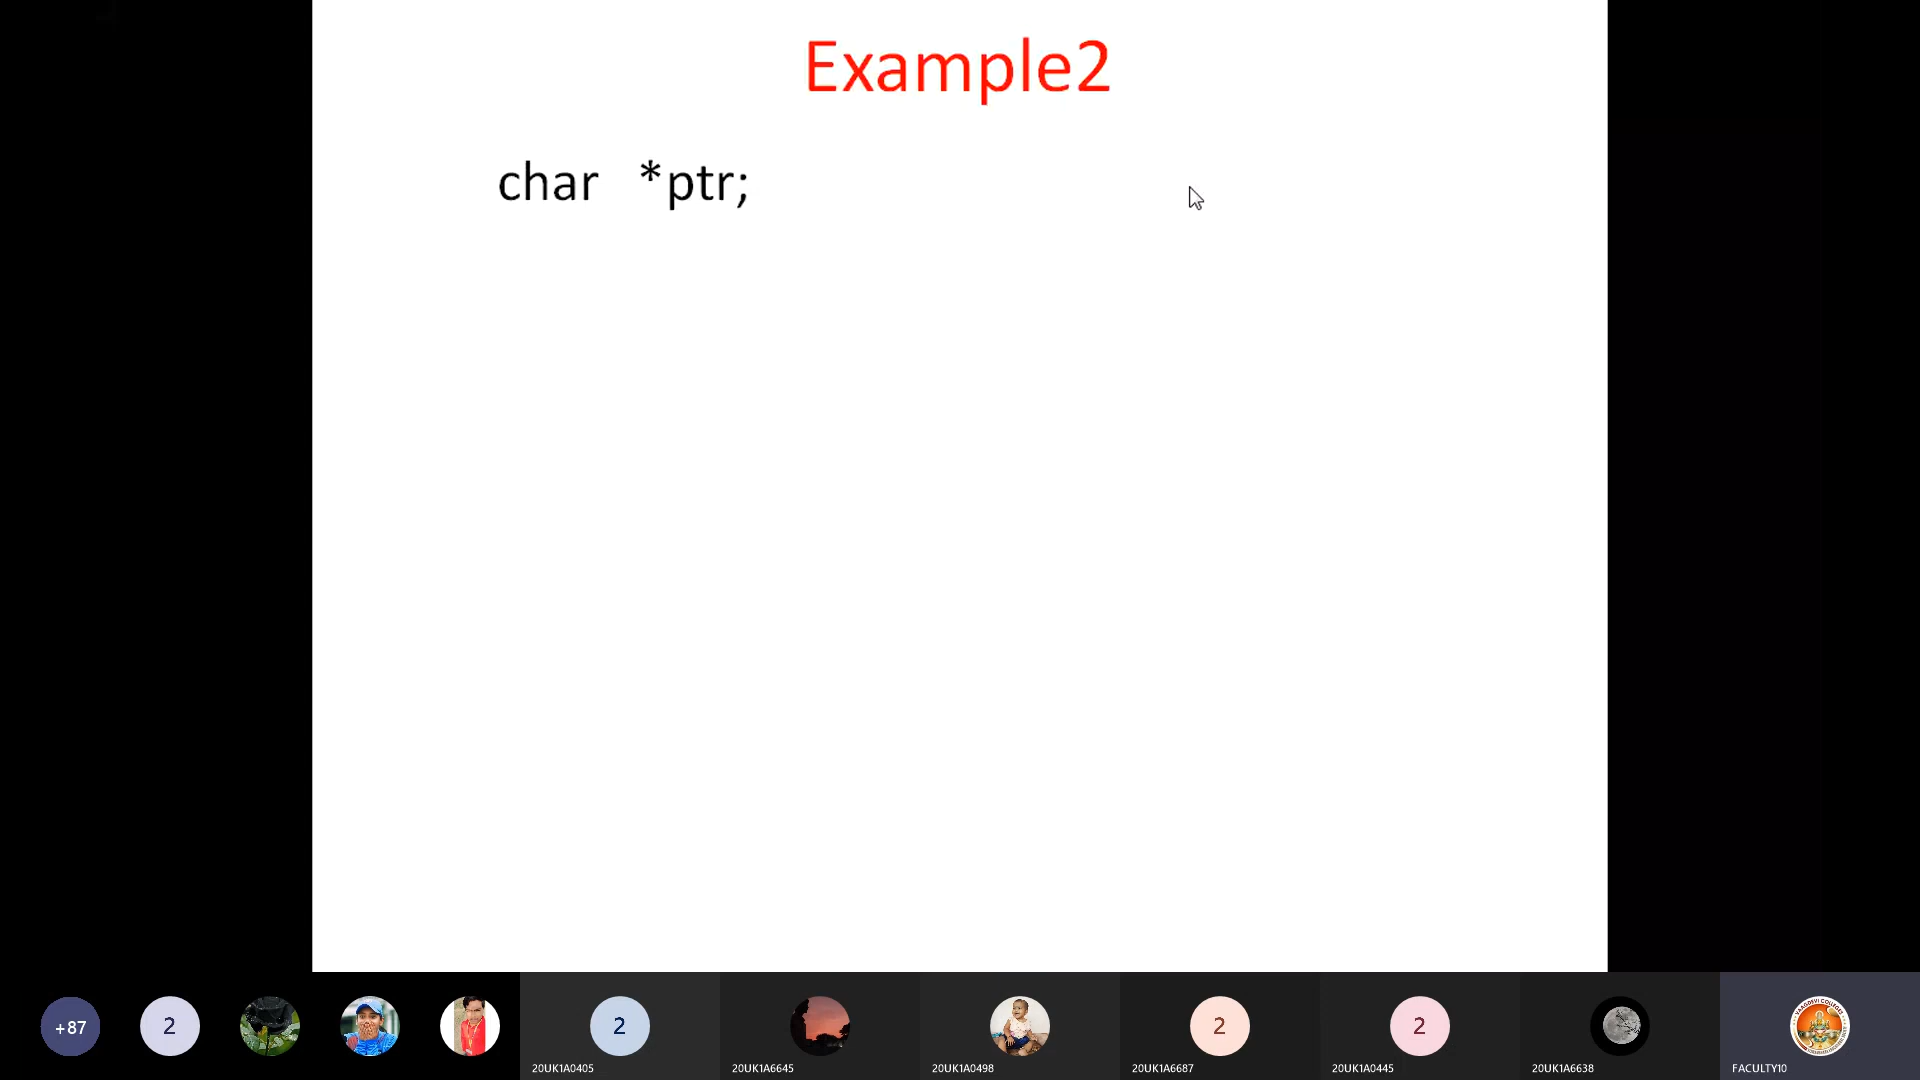 Example2
char *ptr;
+87
2
2
2
2
20UK1A0405
20UK1A6645
20UK1A0498
20UK1A6687
20UK1A0445
20UK1A6638
FACULTY10